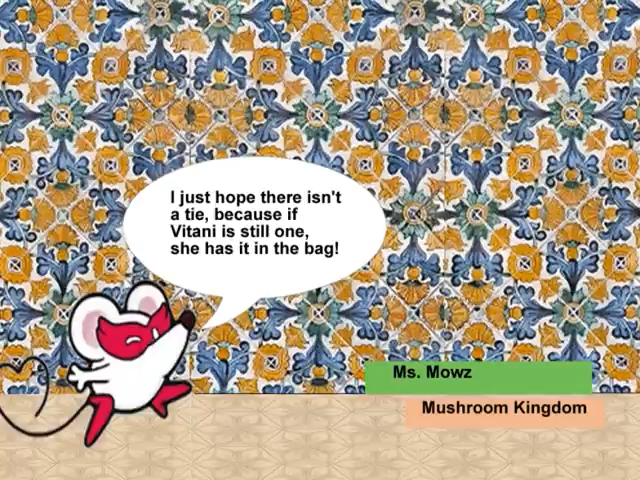 I just hope there isn't
a tie, because if
Vitani is still one,
she has it in the bag!
Ms. Mowz
Mushroom Kingdom